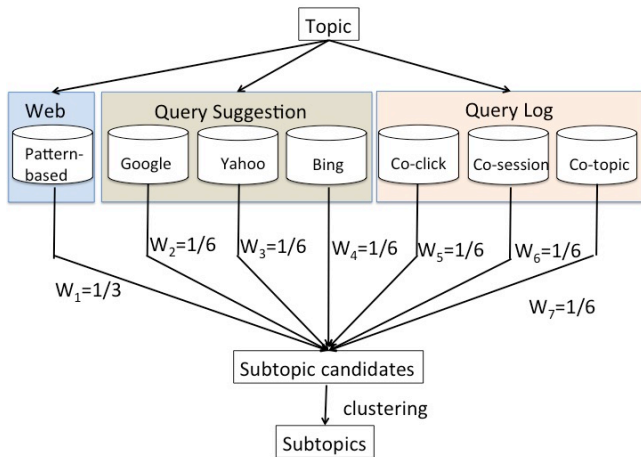 Topic
Web
Query Suggestion
Query Log
Pattern-
based
Google
Yahoo
Bing
Co-click
Co-session
Co-topic
W₁=1/3
W₂=1/6
W₃=1/6
W₄=1/6
W₅=1/6
W₆=1/6
W₇=1/6
Subtopic candidates
clustering
Subtopics